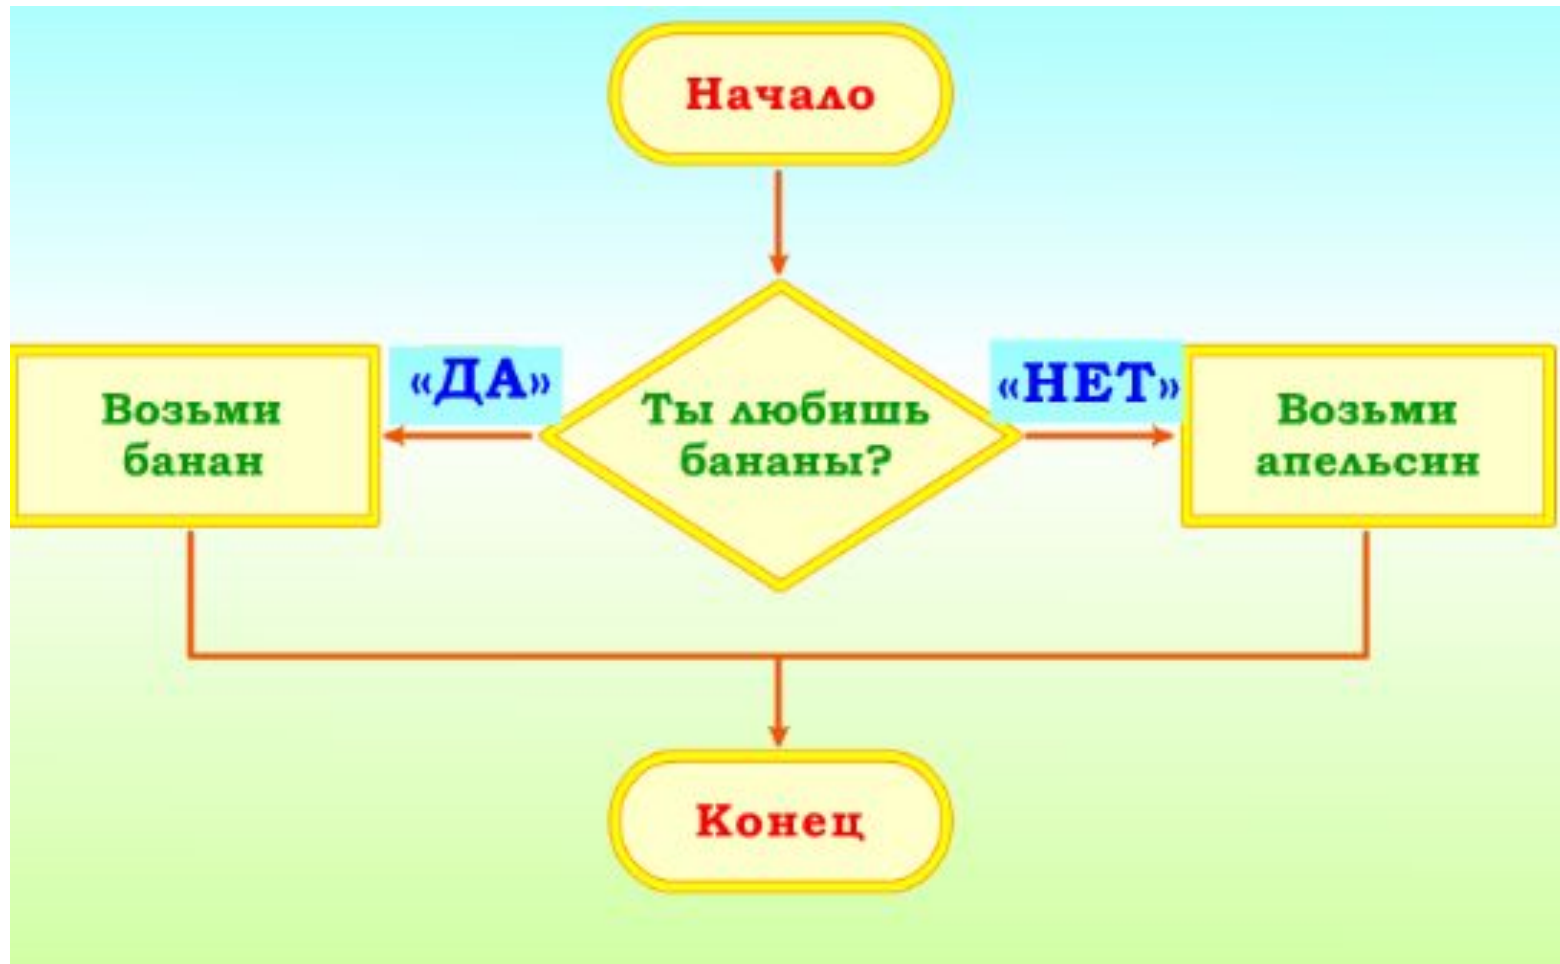 Начало
«ДА»
«НЕТ»
Возьми
банан
Ты любишь
бананы?
Возьми
апельсин
Конец